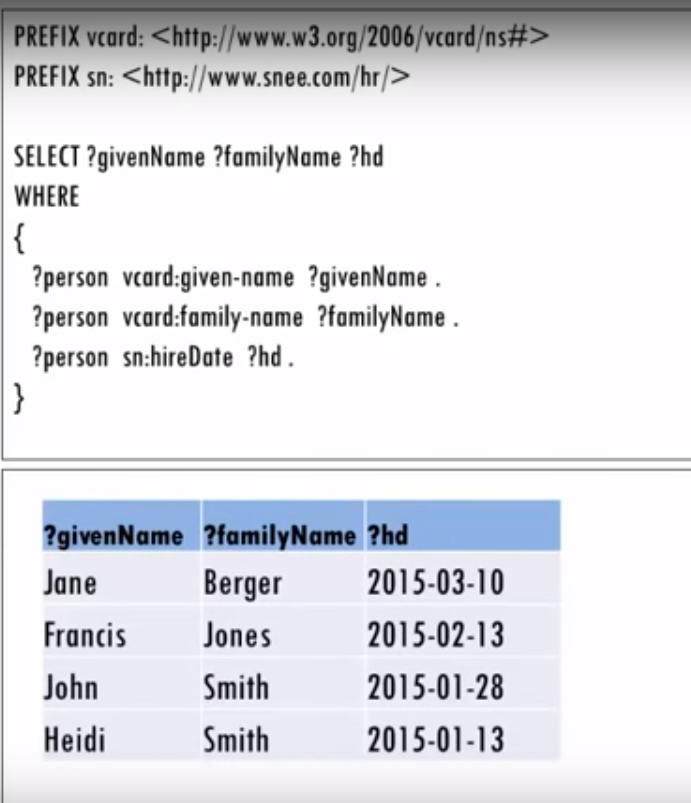 PREFIX vcard: <http://www.w3.org/2006/vcard/ns#>
PREFIX sn: <http://www.snee.com/hr/>
SELECT ?givenName ?familyName ?hd
WHERE
{
?person vcard:given-name ?givenName .
?person vcard:family-name ?familyName .
?person sn:hireDate ?hd .
}
?givenName ?familyName ?hd
Jane Berger 2015-03-10
Francis Jones 2015-02-13
John Smith 2015-01-28
Heidi Smith 2015-01-13